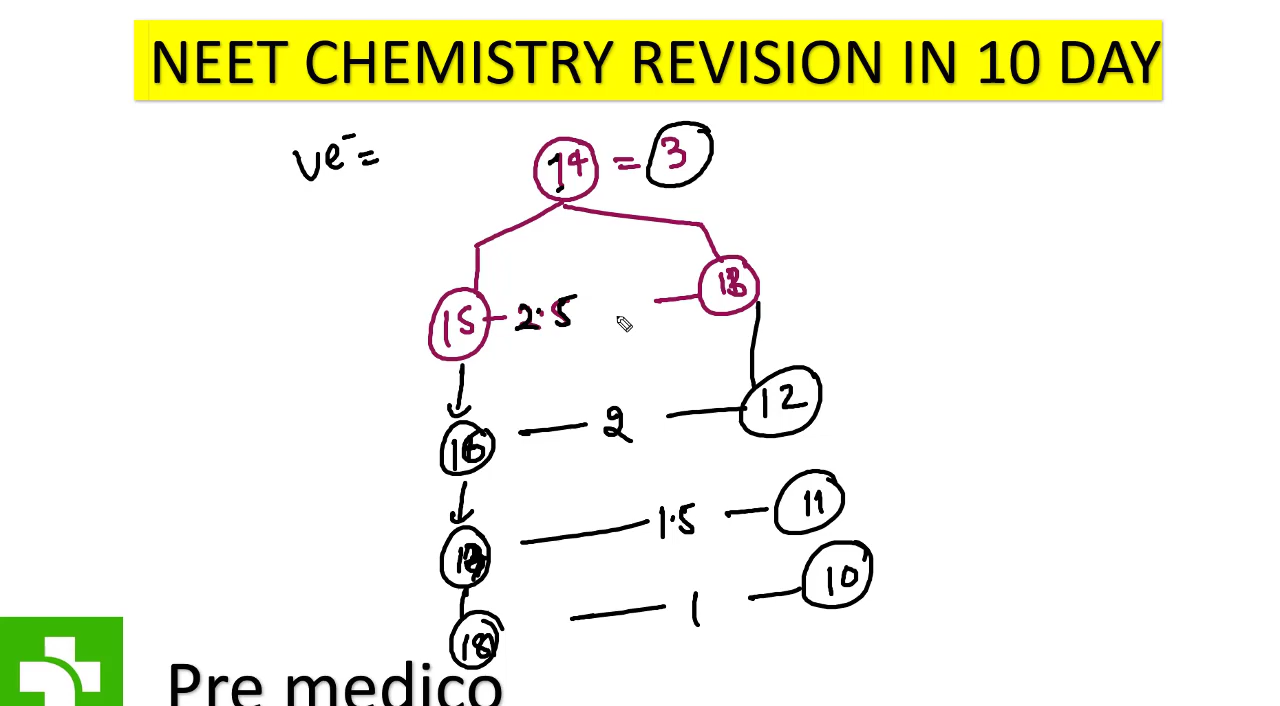 NEET CHEMISTRY REVISION IN 10 DAY
ve⁻= 14 = 3
15 - 2.5 13
16 — 2 — 12
— 1.5 — 11
18 — 1 — 10
Pre medico